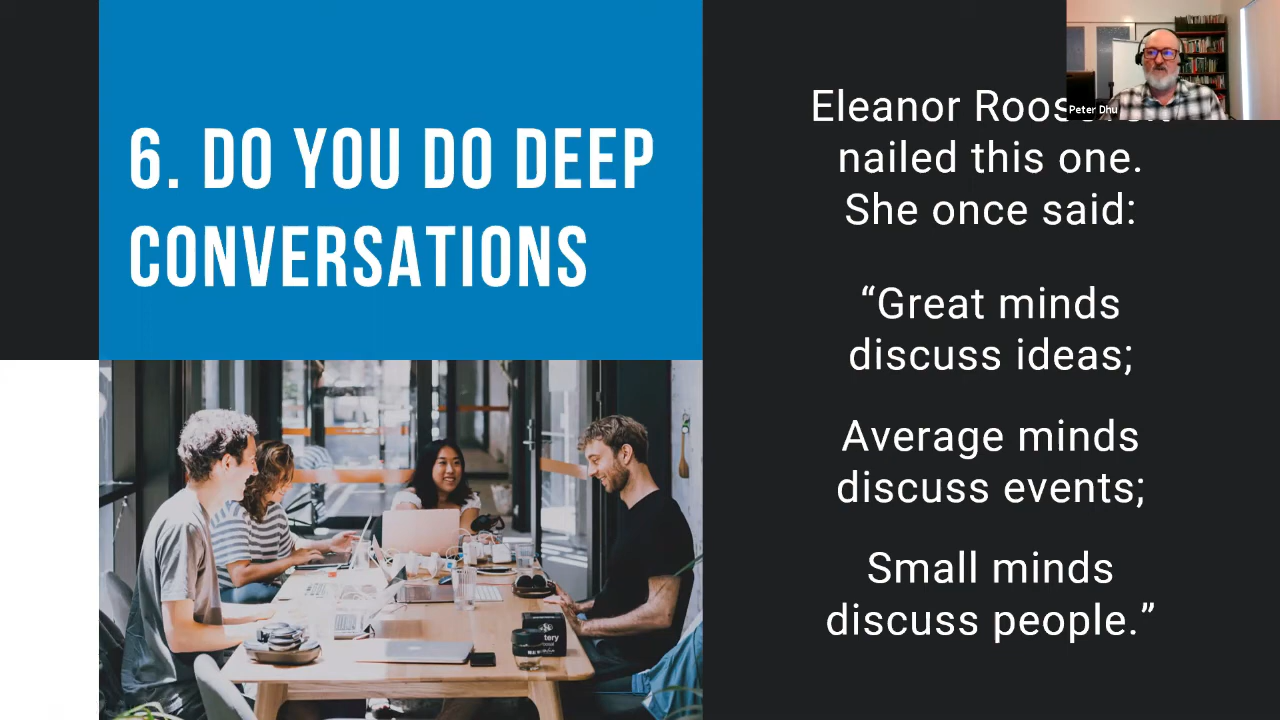 6. DO YOU DO DEEP
CONVERSATIONS
Eleanor
nailed this one.
She once said:
“Great minds
discuss ideas;
Average minds
discuss events;
Small minds
discuss people.”
Peter Dhu
tery